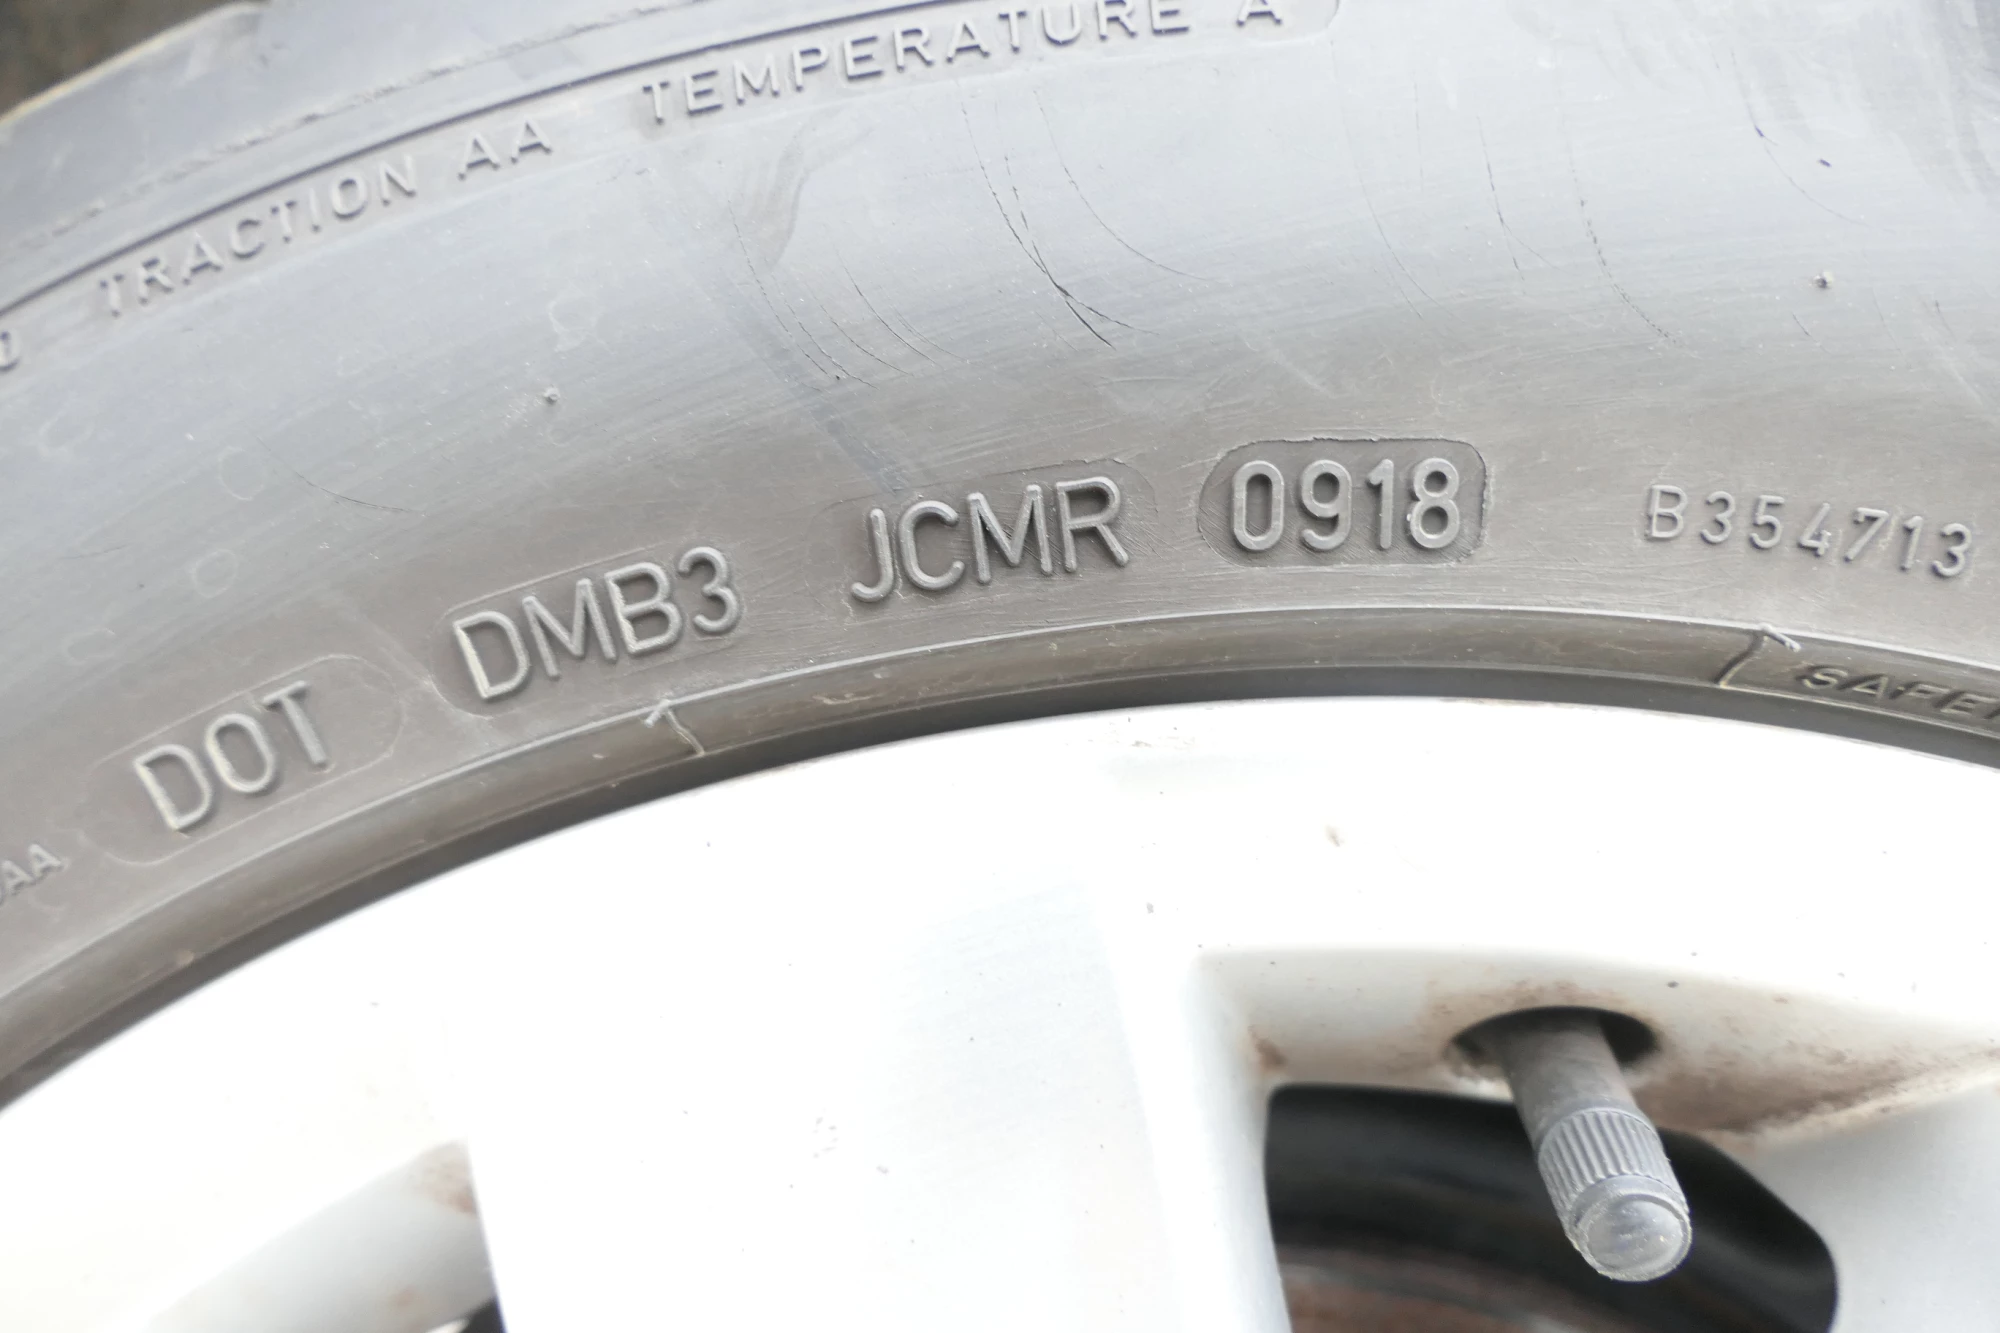 TRACTION AA TEMPERATURE A
DOT DMB3 JCMR 0918 B354713